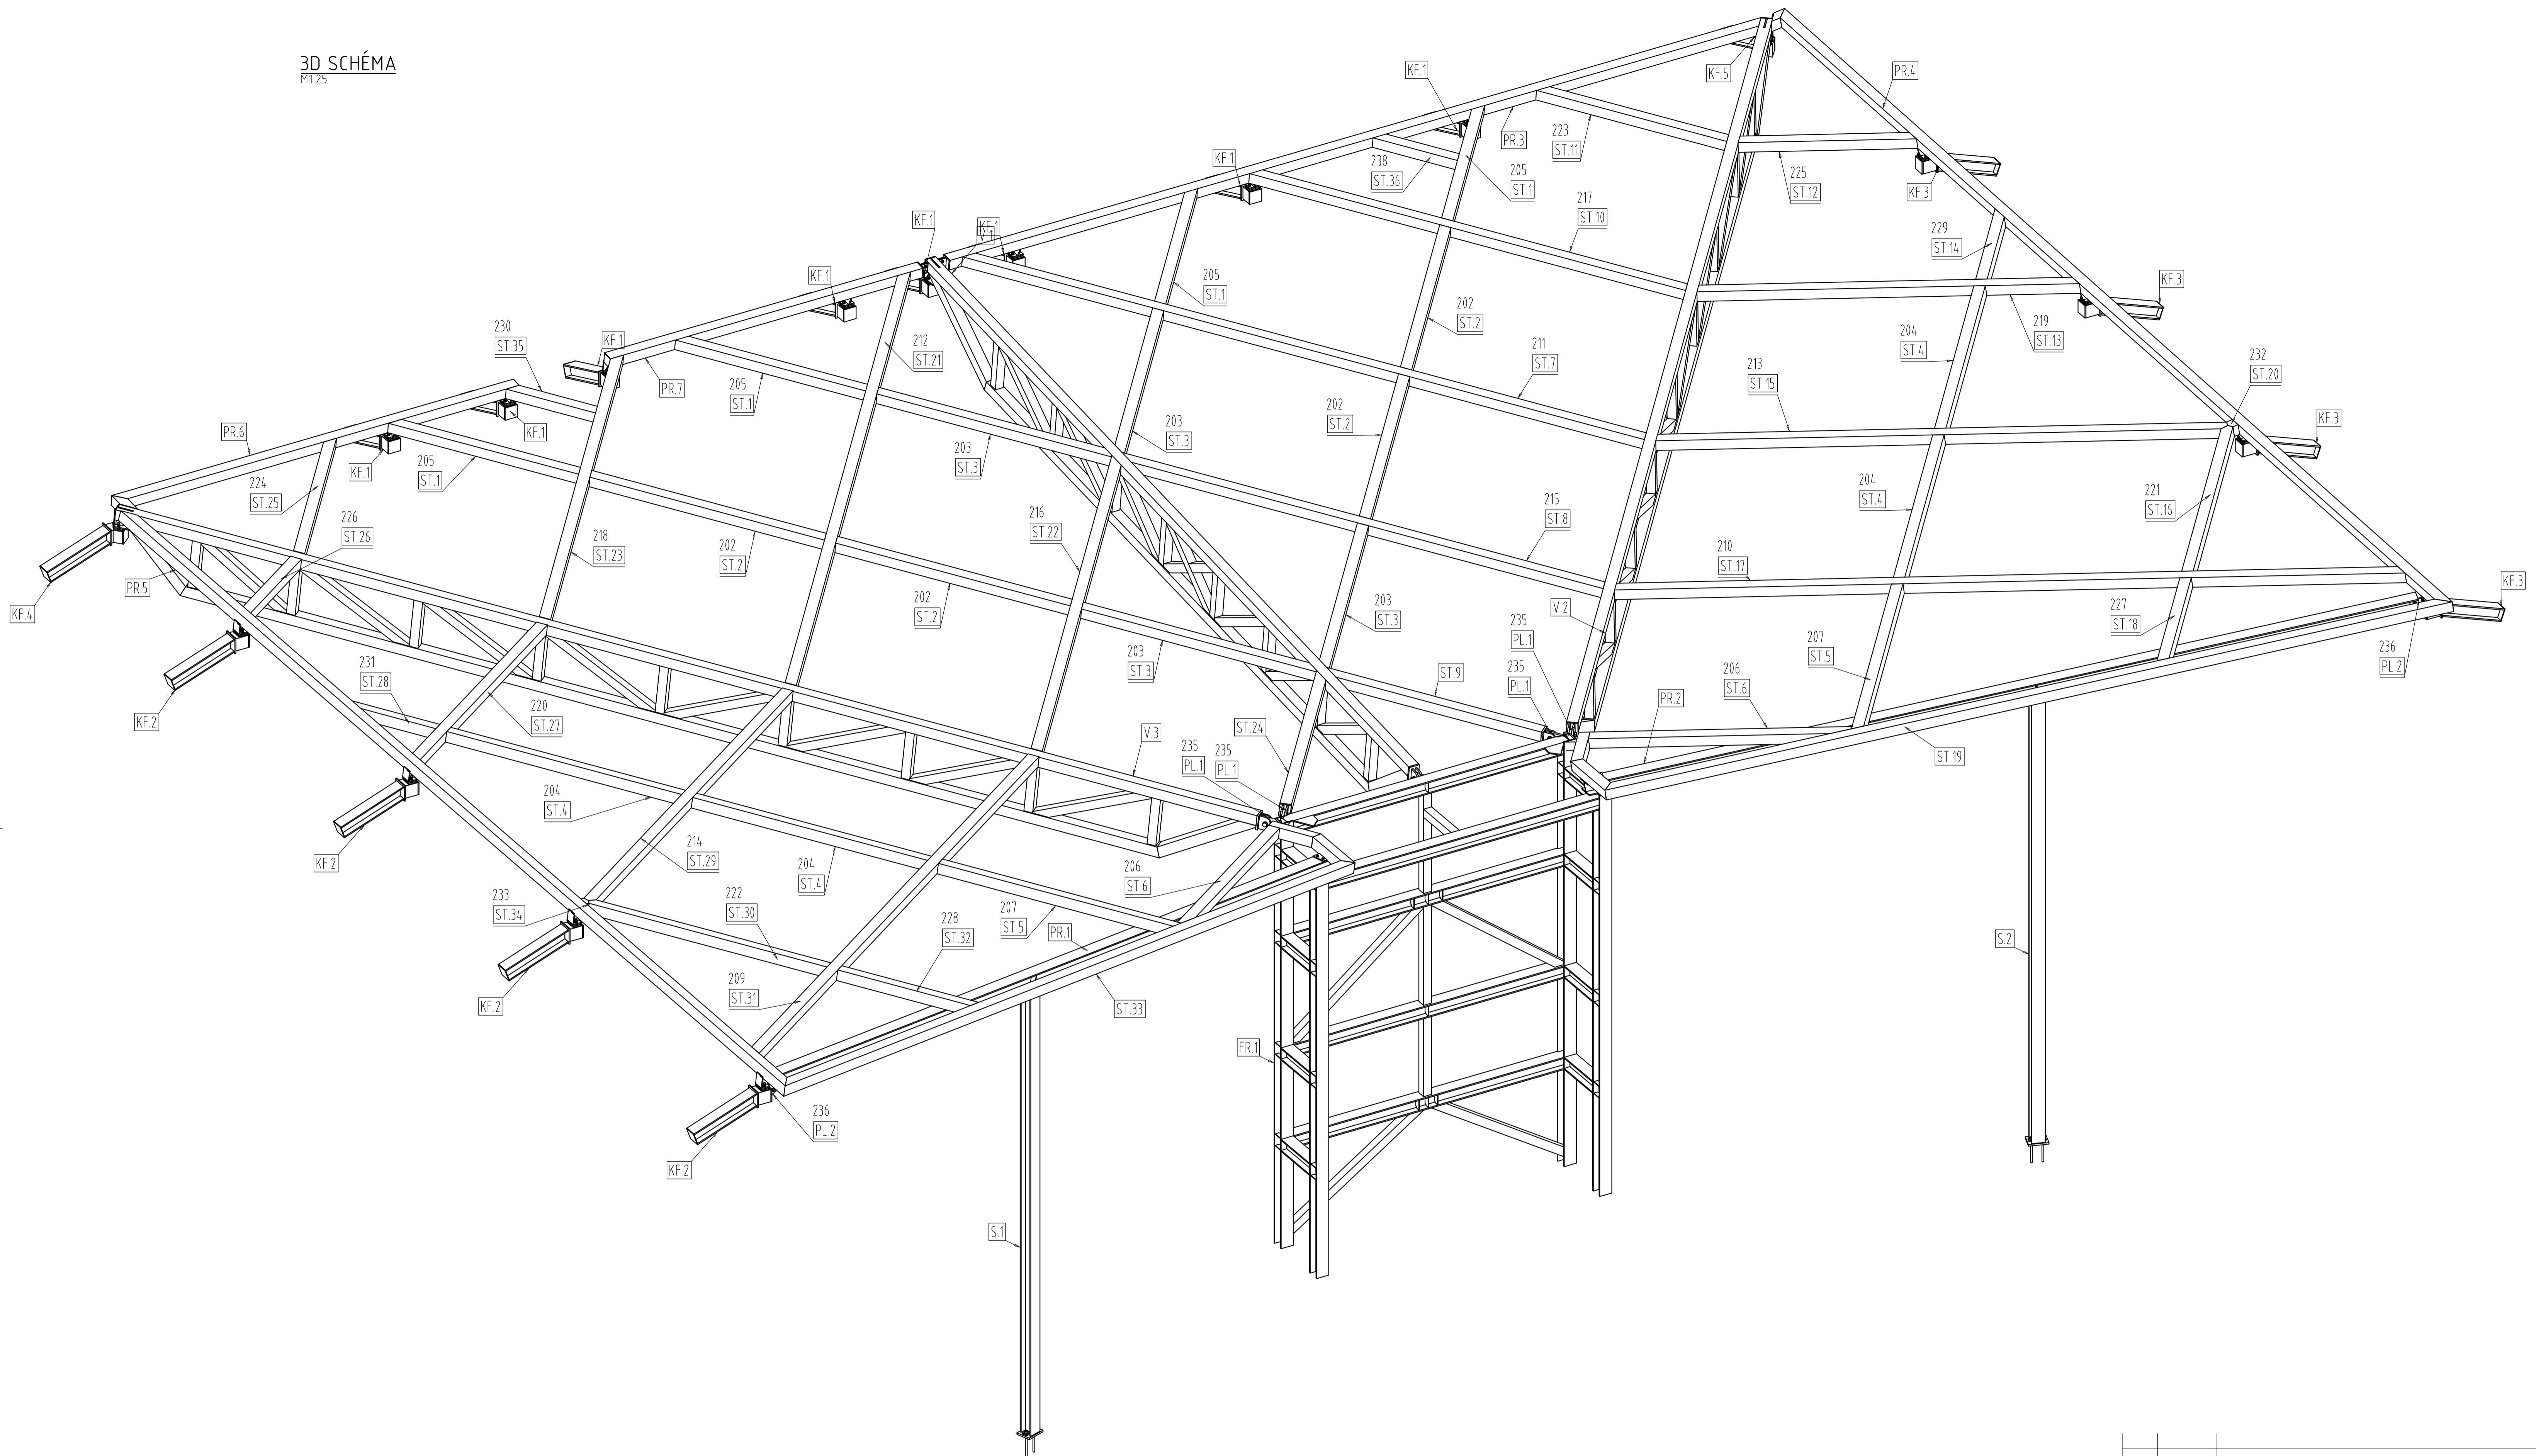 3D SCHÉMA
M1:25
KF.1
KF.5
PR.4
PR.3
223
ST.11
238
ST.36
205
ST.1
225
ST.12
KF.3
KF.1
217
ST.10
KF.1
KF.1
V.1
229
ST.14
KF.1
205
ST.1
202
ST.2
KF.3
219
ST.13
230
ST.35
KF.1
212
ST.21
204
ST.4
211
ST.7
213
ST.15
232
ST.20
PR.7
205
ST.1
202
ST.2
203
ST.3
203
ST.3
KF.3
PR.6
KF.1
KF.1
205
ST.1
224
ST.25
204
ST.4
221
ST.16
226
ST.26
215
ST.8
216
ST.22
218
ST.23
202
ST.2
210
ST.17
KF.3
PR.5
KF.4
202
ST.2
203
ST.3
V.2
235
PL.1
207
ST.5
227
ST.18
236
PL.2
203
ST.3
ST.9
235
PL.1
PR.2
206
ST.6
231
ST.28
220
ST.27
KF.2
ST.24
V.3
235
PL.1
235
PL.1
ST.19
204
ST.4
214
ST.29
204
ST.4
206
ST.6
KF.2
233
ST.34
222
ST.30
228
ST.32
207
ST.5
PR.1
S.2
209
ST.31
ST.33
KF.2
FR.1
236
PL.2
KF.2
S.1